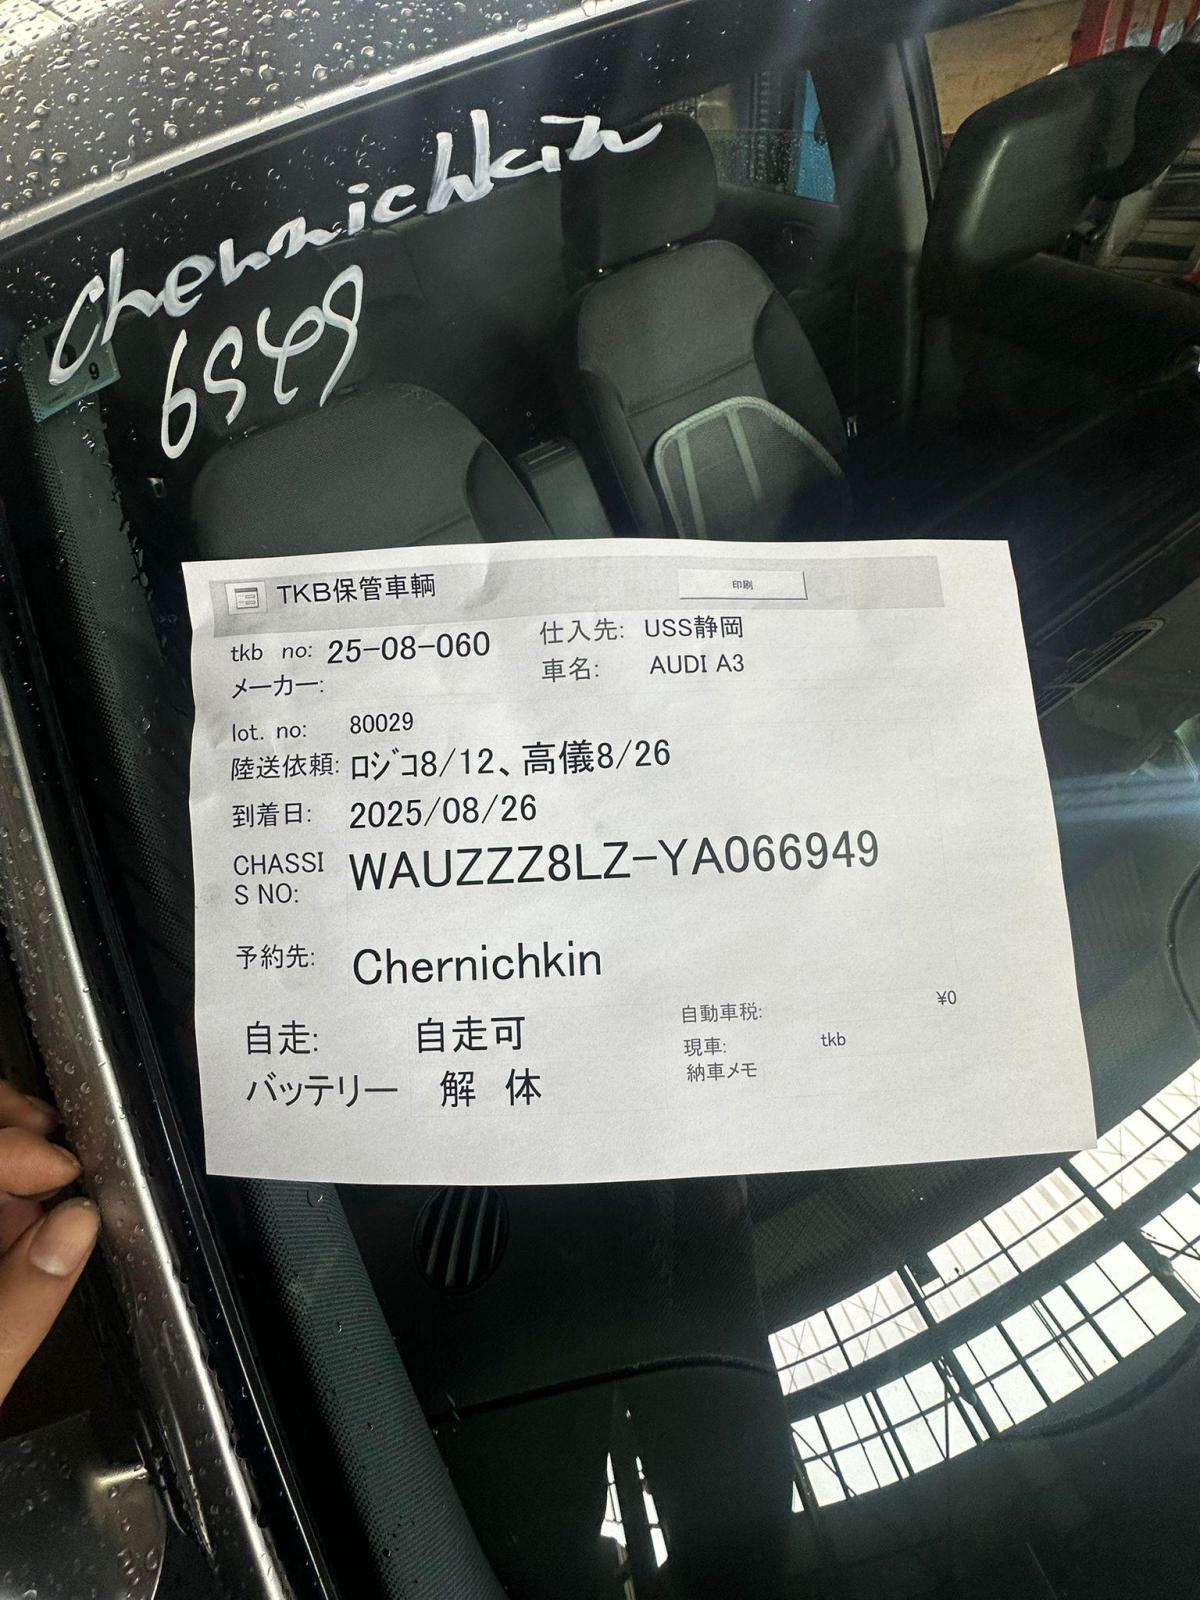 Chernichkin
6949
9
TKB保管車輌
印刷
tkb no: 25-08-060
仕入先: USS静岡
メーカー:
車名: AUDI A3
lot. no: 80029
陸送依頼: ﾛｼﾞｺ8/12、高儀8/26
到着日: 2025/08/26
CHASSI
S NO: WAUZZZ8LZ-YA066949
予約先: Chernichkin
自走: 自走可
バッテリー 解 体
自動車税: ¥0
現車: tkb
納車メモ